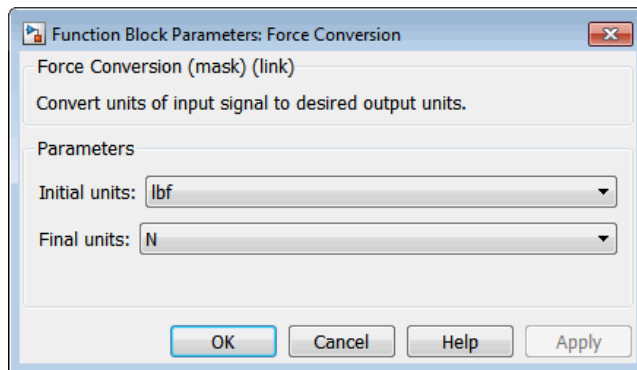 Function Block Parameters: Force Conversion
Force Conversion (mask) (link)
Convert units of input signal to desired output units.
Parameters
Initial units: lbf
Final units: N
OK Cancel Help Apply